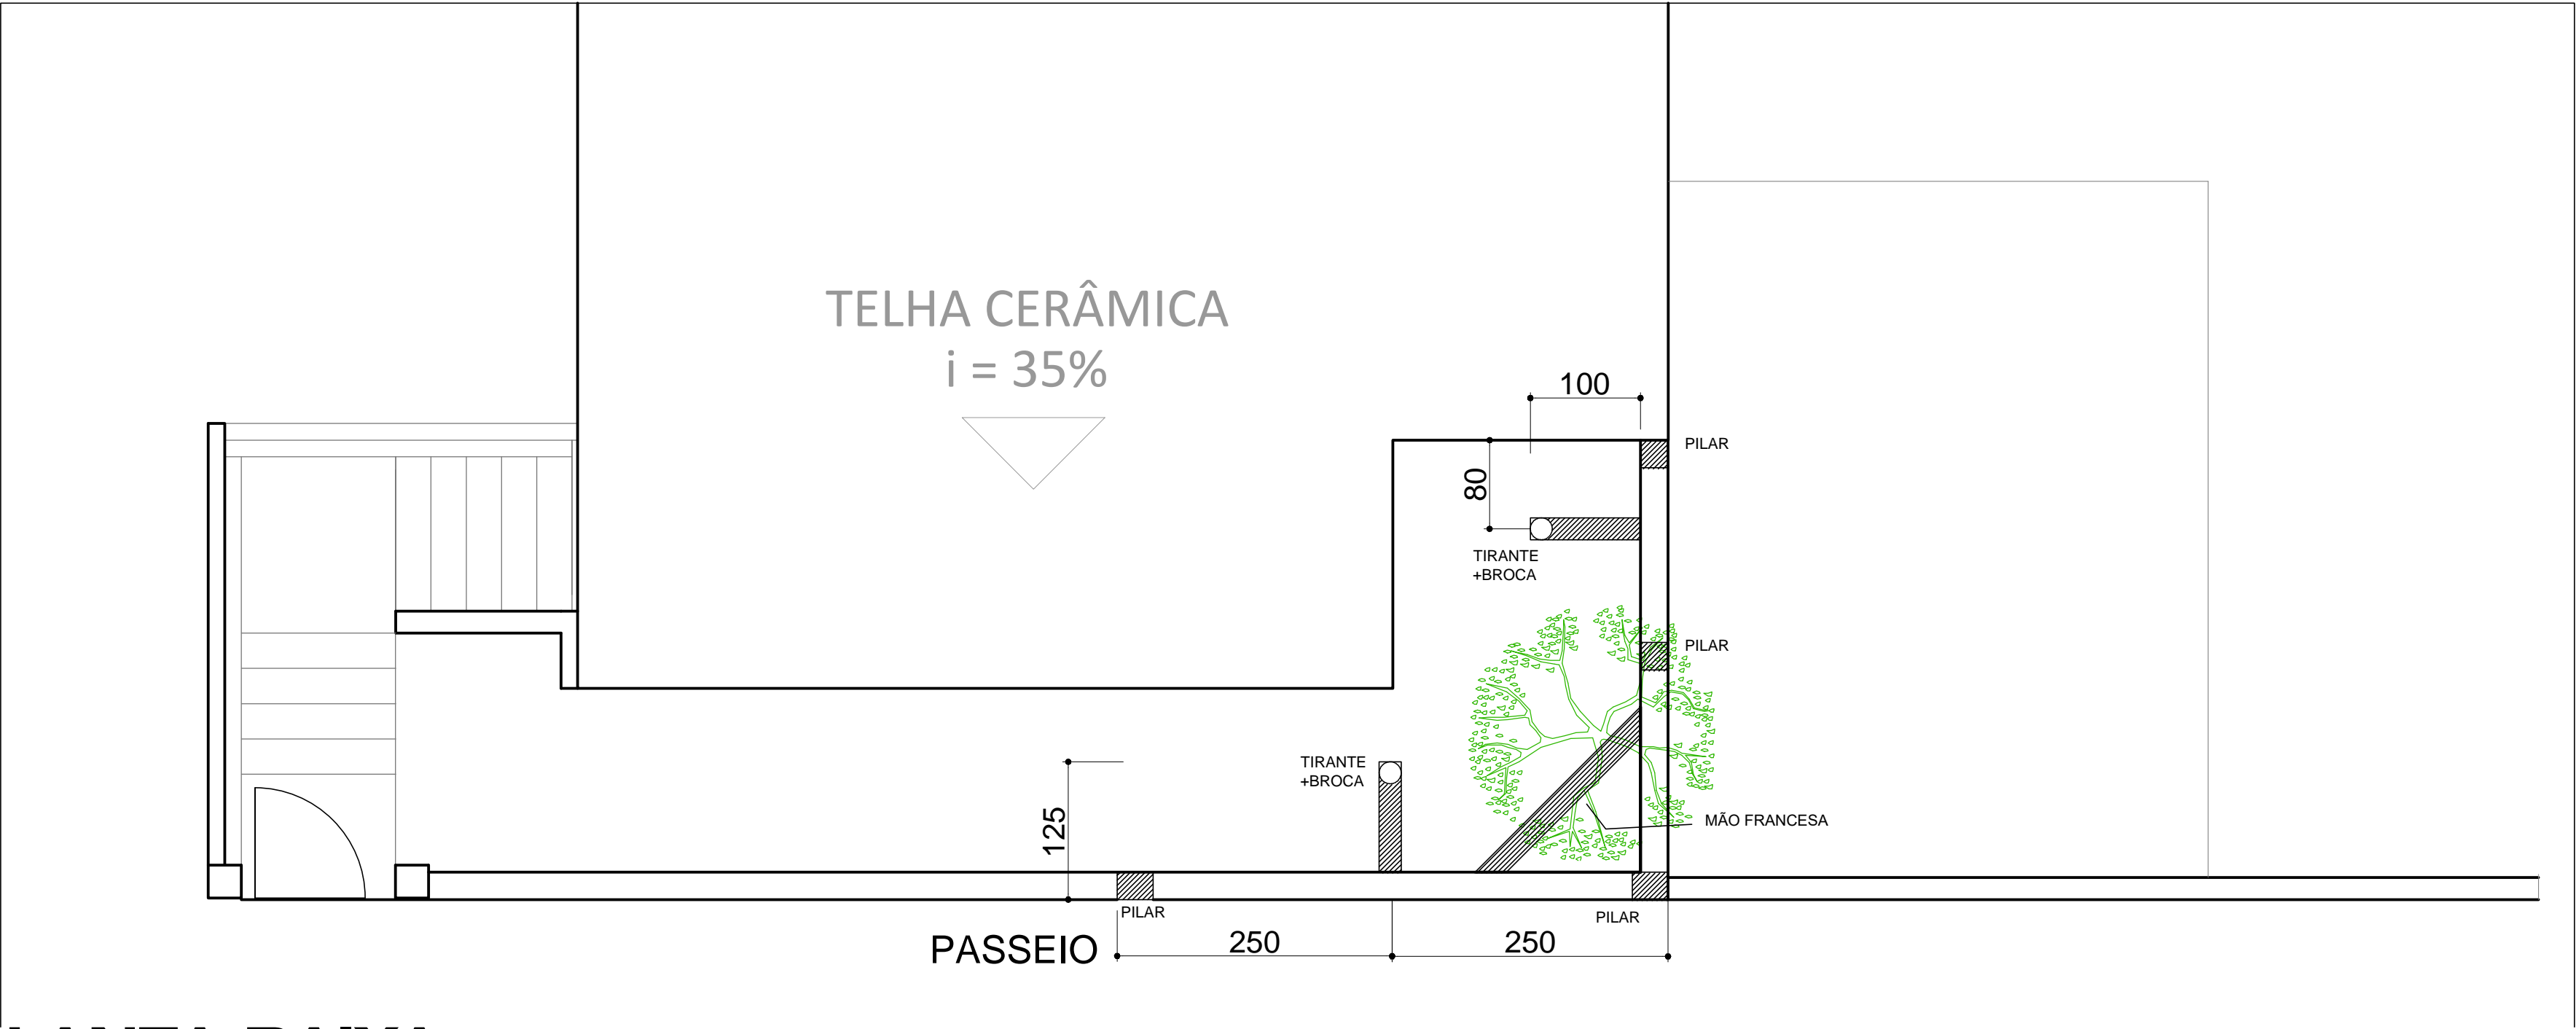 TELHA CERÂMICA
i = 35%
100
PILAR
80
TIRANTE
+BROCA
PILAR
TIRANTE
+BROCA
125
MÃO FRANCESA
PILAR
PILAR
PASSEIO
250
250